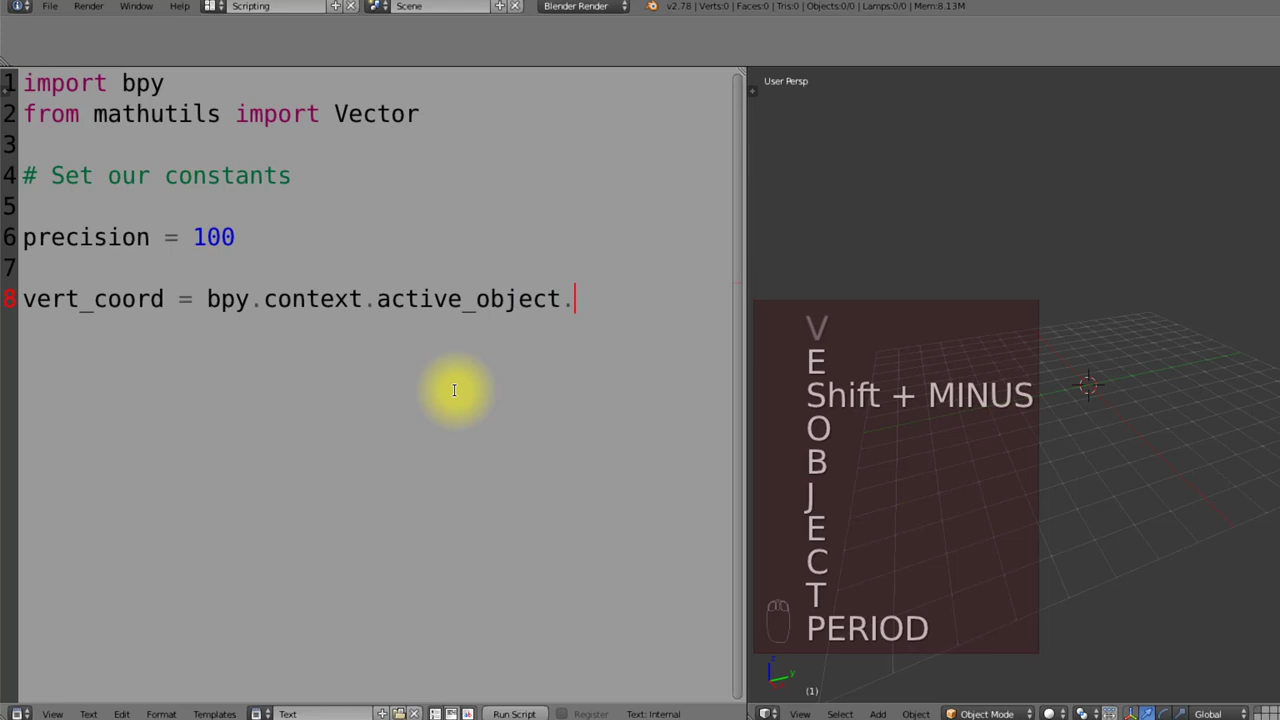 File Render Window Help Scripting Scene Blender Render v2.78 | Verts:0 | Faces:0 | Tris:0 | Objects:0/0 | Lamps:0/0 | Mem:8.13M
1 import bpy
2 from mathutils import Vector
3
4 # Set our constants
5
6 precision = 100
7
8 vert_coord = bpy.context.active_object.
User Persp
V
E
Shift + MINUS
O
B
J
E
C
T
PERIOD
z
y
(1)
View Text Edit Format Templates Text Run Script Register Text: Internal
View Select Add Object Object Mode Global